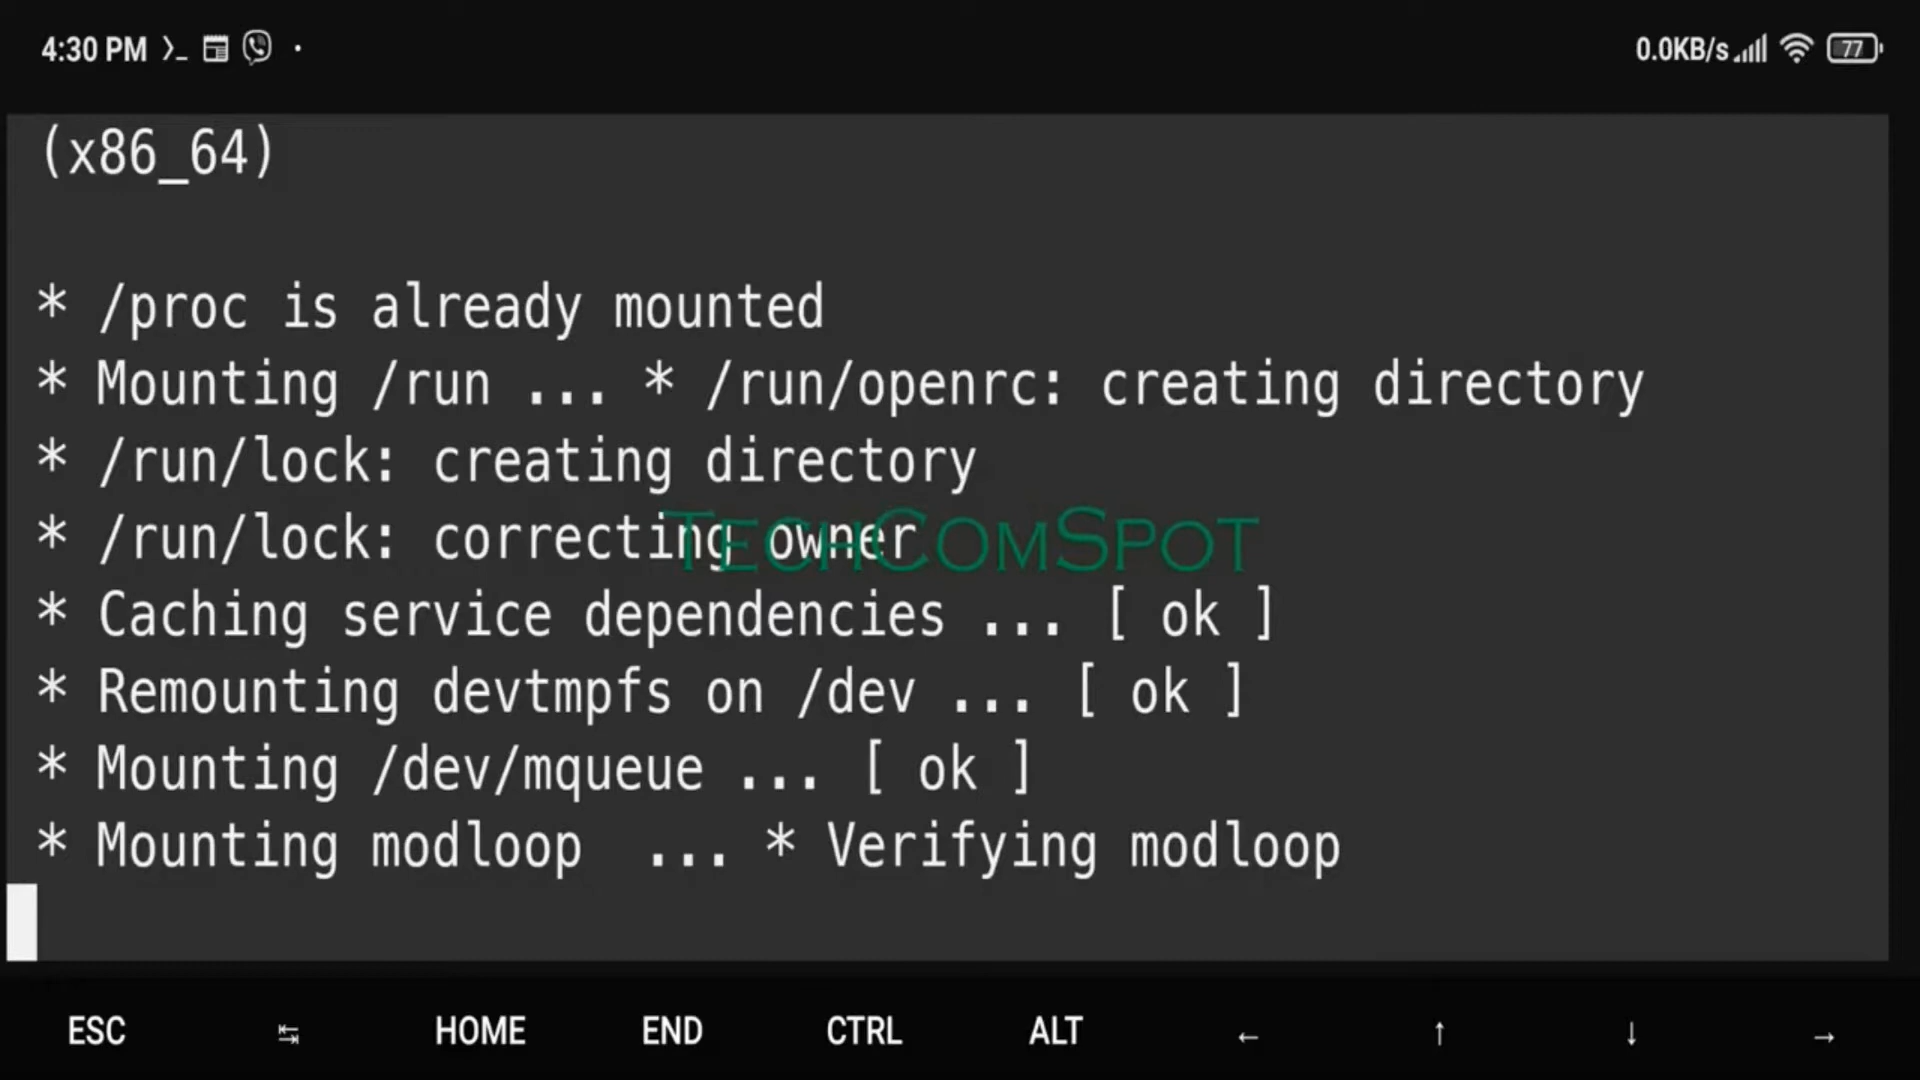 4:30 PM
0.0KB/s
77
(x86_64)
* /proc is already mounted
* Mounting /run ... * /run/openrc: creating directory
* /run/lock: creating directory
* /run/lock: correcting owner
TECHCOMSPOT
* Caching service dependencies ... [ ok ]
* Remounting devtmpfs on /dev ... [ ok ]
* Mounting /dev/mqueue ... [ ok ]
* Mounting modloop  ... * Verifying modloop
ESC ↹ HOME END CTRL ALT ← ↑ ↓ →